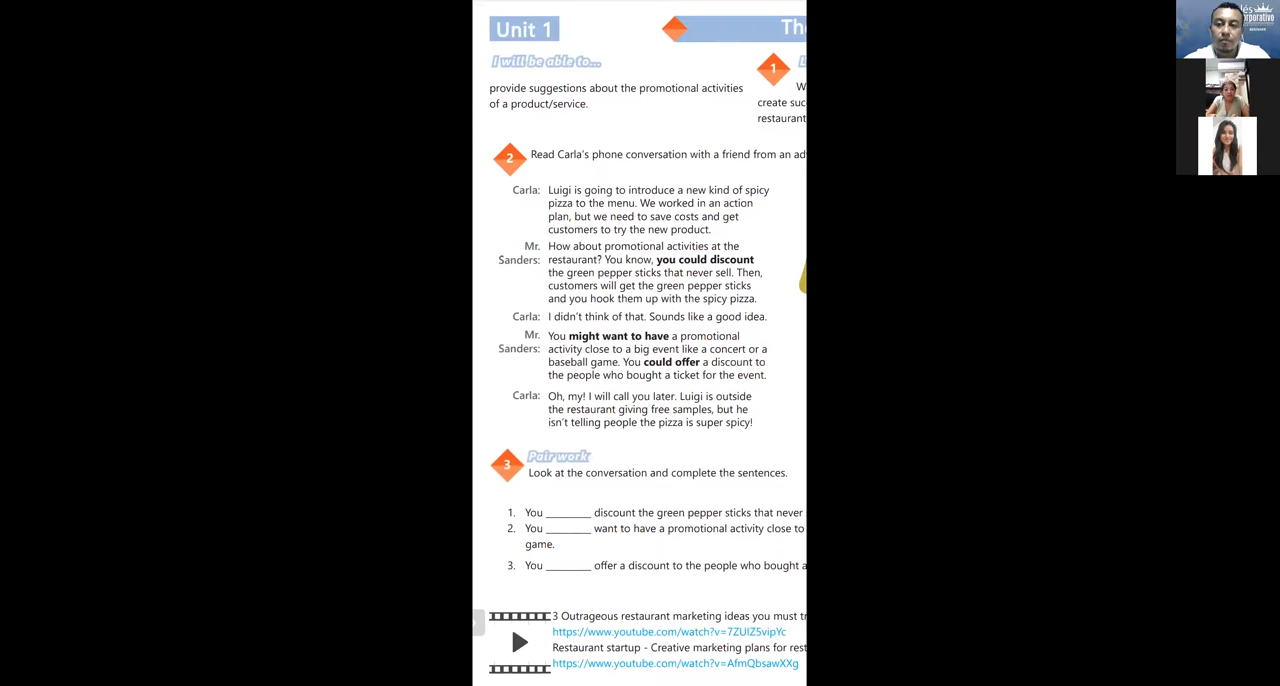 Unit 1
Th
I will be able to...
provide suggestions about the promotional activities
of a product/service.
1
W
create suc
restaurant
2
Read Carla's phone conversation with a friend from an ad
Carla: Luigi is going to introduce a new kind of spicy
pizza to the menu. We worked in an action
plan, but we need to save costs and get
customers to try the new product.
Mr. How about promotional activities at the
Sanders: restaurant? You know, you could discount
the green pepper sticks that never sell. Then,
customers will get the green pepper sticks
and you hook them up with the spicy pizza.
Carla: I didn't think of that. Sounds like a good idea.
Mr. You might want to have a promotional
Sanders: activity close to a big event like a concert or a
baseball game. You could offer a discount to
the people who bought a ticket for the event.
Carla: Oh, my! I will call you later. Luigi is outside
the restaurant giving free samples, but he
isn't telling people the pizza is super spicy!
3
Pair work
Look at the conversation and complete the sentences.
1. You ________ discount the green pepper sticks that never
2. You ________ want to have a promotional activity close to
game.
3. You ________ offer a discount to the people who bought a
3 Outrageous restaurant marketing ideas you must tr
https://www.youtube.com/watch?v=7ZUIZ5vipYc
Restaurant startup - Creative marketing plans for rest
https://www.youtube.com/watch?v=AfmQbsawXXg